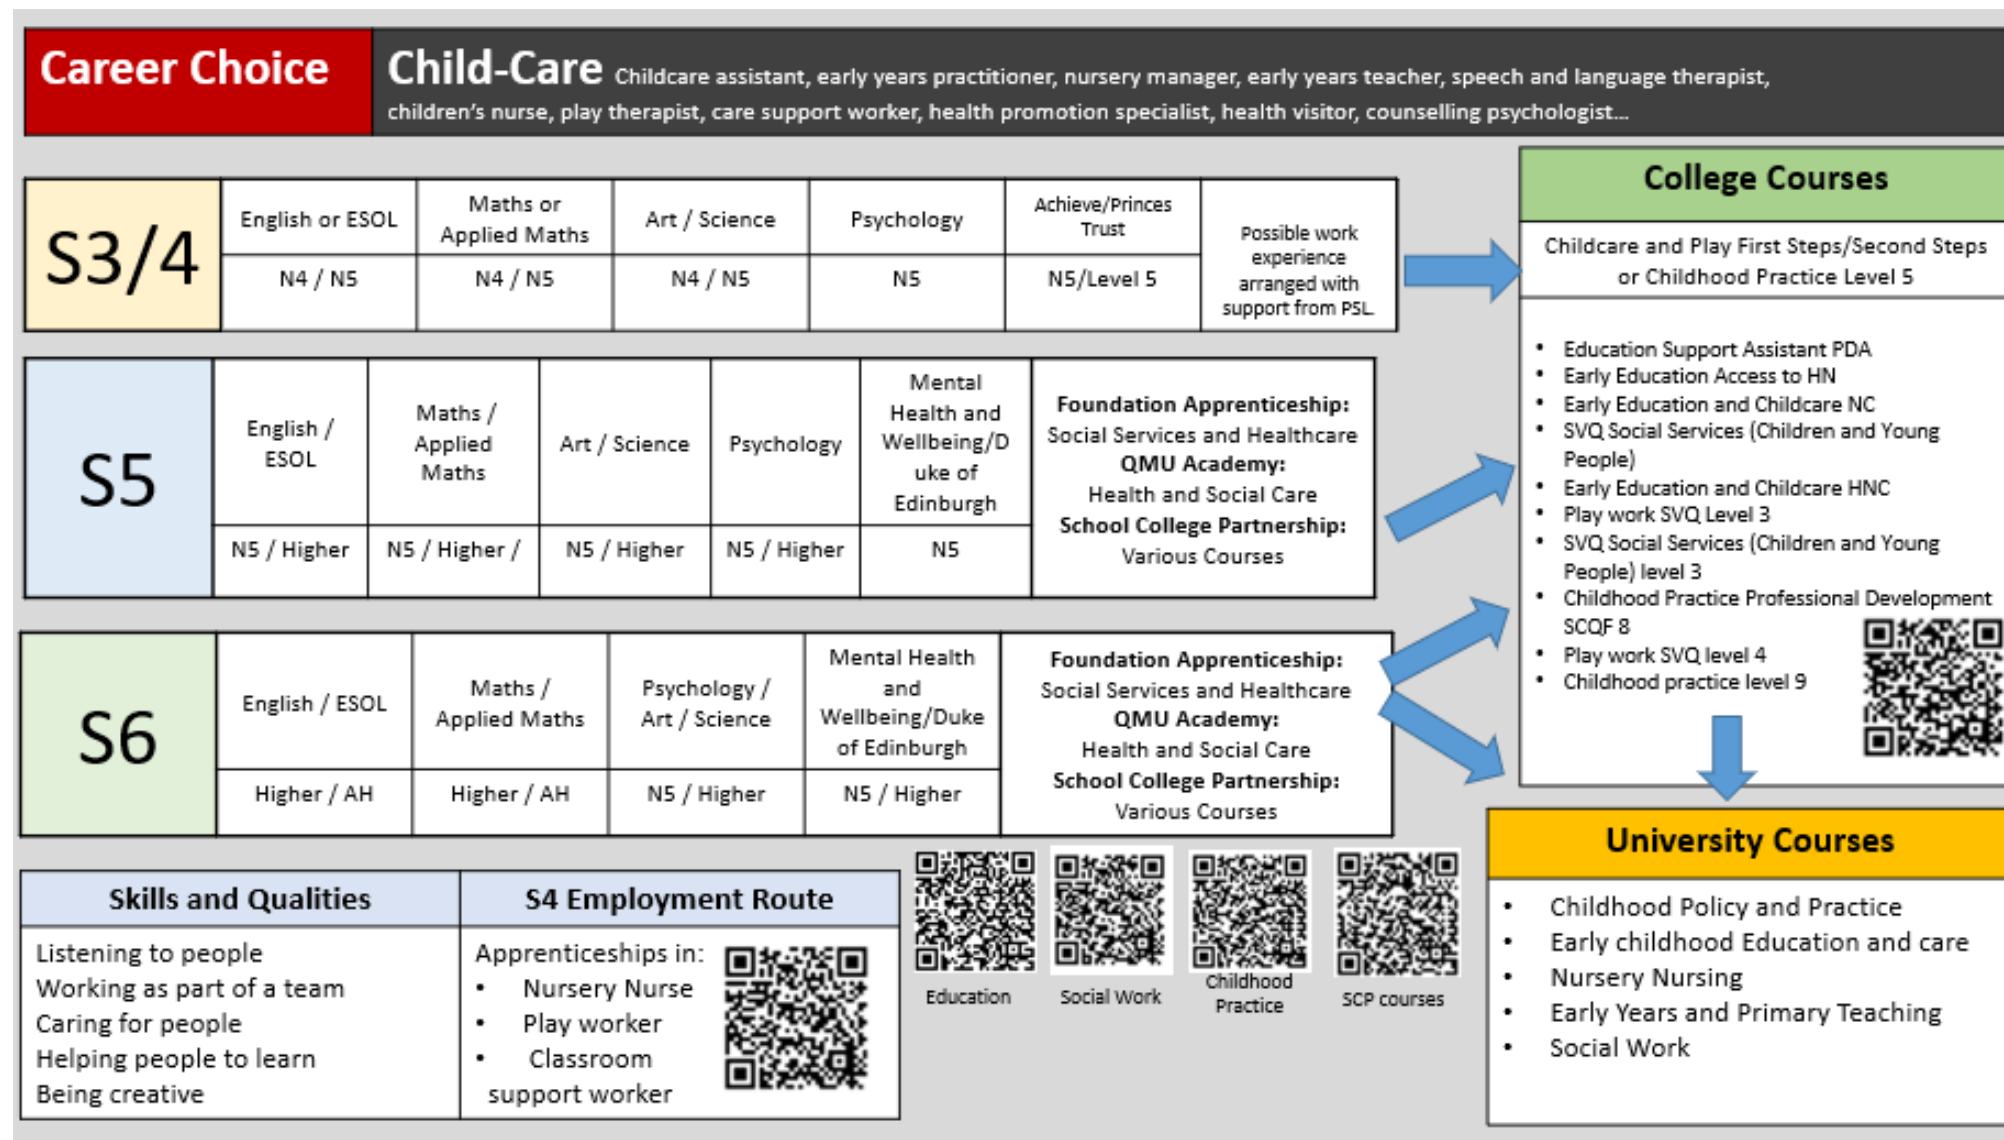 Career Choice
Child-Care Childcare assistant, early years practitioner, nursery manager, early years teacher, speech and language therapist,
children's nurse, play therapist, care support worker, health promotion specialist, health visitor, counselling psychologist...
S3/4
English or ESOL
N4 / N5
Maths or
Applied Maths
N4 / N5
Art / Science
N4 / N5
Psychology
N5
Achieve/Princes
Trust
N5/Level 5
Possible work
experience
arranged with
support from PSL.
S5
English /
ESOL
N5 / Higher
Maths /
Applied
Maths
N5 / Higher /
Art / Science
N5 / Higher
Psychology
N5 / Higher
Mental
Health and
Wellbeing/D
uke of
Edinburgh
N5
Foundation Apprenticeship:
Social Services and Healthcare
QMU Academy:
Health and Social Care
School College Partnership:
Various Courses
S6
English / ESOL
Higher / AH
Maths /
Applied Maths
Higher / AH
Psychology /
Art / Science
N5 / Higher
Mental Health
and
Wellbeing/Duke
of Edinburgh
N5 / Higher
Foundation Apprenticeship:
Social Services and Healthcare
QMU Academy:
Health and Social Care
School College Partnership:
Various Courses
College Courses
Childcare and Play First Steps/Second Steps
or Childhood Practice Level 5
• Education Support Assistant PDA
• Early Education Access to HN
• Early Education and Childcare NC
• SVQ Social Services (Children and Young
People)
• Early Education and Childcare HNC
• Play work SVQ Level 3
• SVQ Social Services (Children and Young
People) level 3
• Childhood Practice Professional Development
SCQF 8
• Play work SVQ level 4
• Childhood practice level 9
University Courses
• Childhood Policy and Practice
• Early childhood Education and care
• Nursery Nursing
• Early Years and Primary Teaching
• Social Work
Skills and Qualities
Listening to people
Working as part of a team
Caring for people
Helping people to learn
Being creative
S4 Employment Route
Apprenticeships in:
• Nursery Nurse
• Play worker
• Classroom
support worker
Education
Social Work
Childhood
Practice
SCP courses